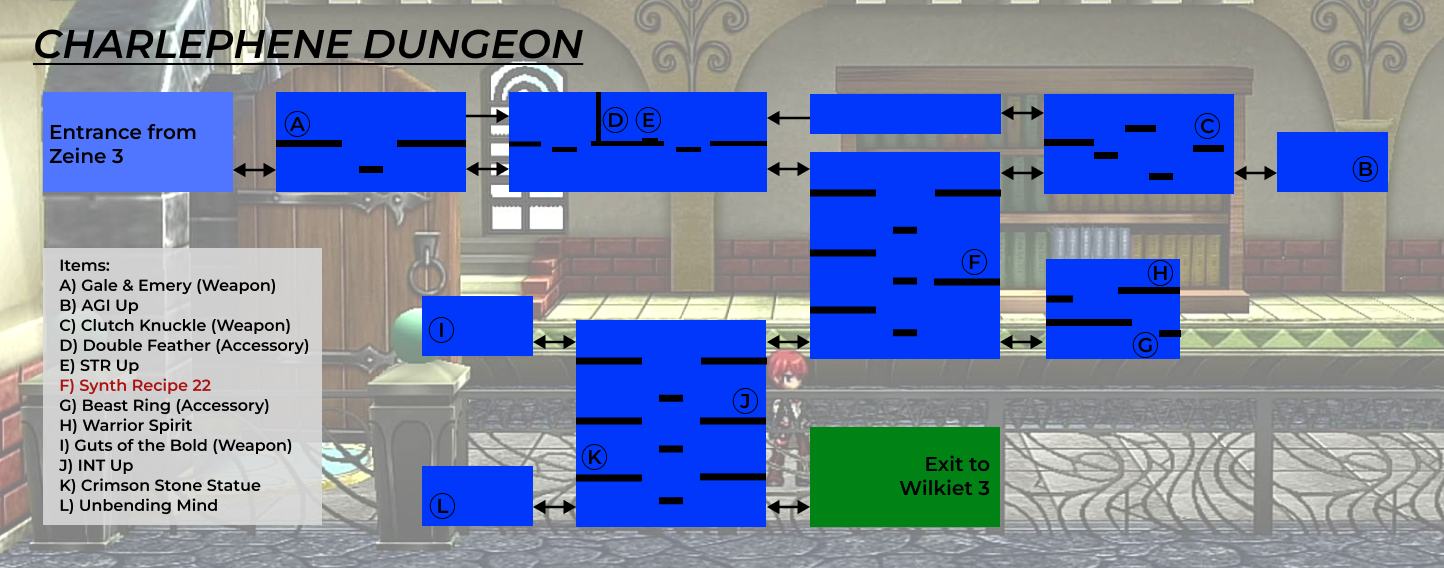 CHARLEPHENE DUNGEON
Entrance from
Zeine 3
A
D
E
C
B
F
H
G
I
J
K
L
Exit to
Wilkiet 3
Items:
A) Gale & Emery (Weapon)
B) AGI Up
C) Clutch Knuckle (Weapon)
D) Double Feather (Accessory)
E) STR Up
F) Synth Recipe 22
G) Beast Ring (Accessory)
H) Warrior Spirit
I) Guts of the Bold (Weapon)
J) INT Up
K) Crimson Stone Statue
L) Unbending Mind